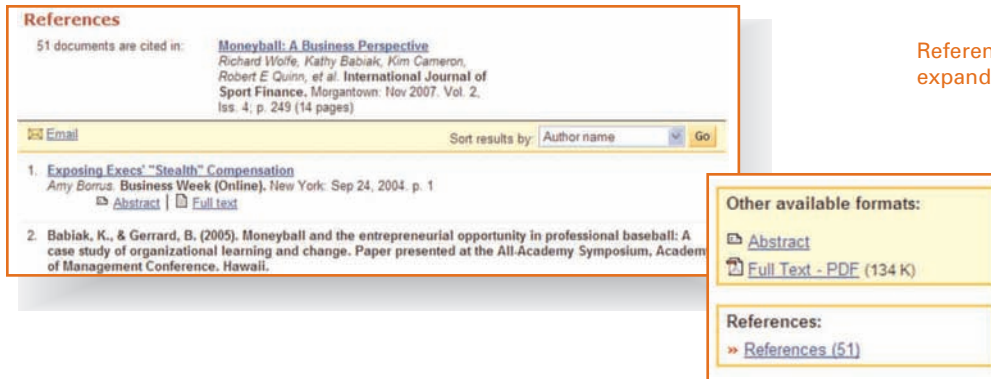 References
51 documents are cited in: Moneyball: A Business Perspective
Richard Wolfe, Kathy Babiak, Kim Cameron,
Robert E Quinn, et al. International Journal of
Sport Finance. Morgantown: Nov 2007. Vol. 2,
Iss. 4; p. 249 (14 pages)
Email Sort results by: Author name Go
1. Exposing Execs' "Stealth" Compensation
Amy Borrus. Business Week (Online). New York: Sep 24, 2004. p. 1
Abstract | Full text
2. Babiak, K., & Gerrard, B. (2005). Moneyball and the entrepreneurial opportunity in professional baseball: A
case study of organizational learning and change. Paper presented at the All-Academy Symposium, Academ
of Management Conference. Hawaii.
Referen
expand
Other available formats:
Abstract
Full Text - PDF (134 K)
References:
» References (51)